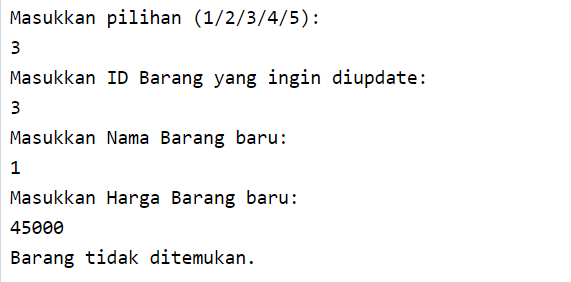 Masukkan pilihan (1/2/3/4/5):
3
Masukkan ID Barang yang ingin diupdate:
3
Masukkan Nama Barang baru:
1
Masukkan Harga Barang baru:
45000
Barang tidak ditemukan.